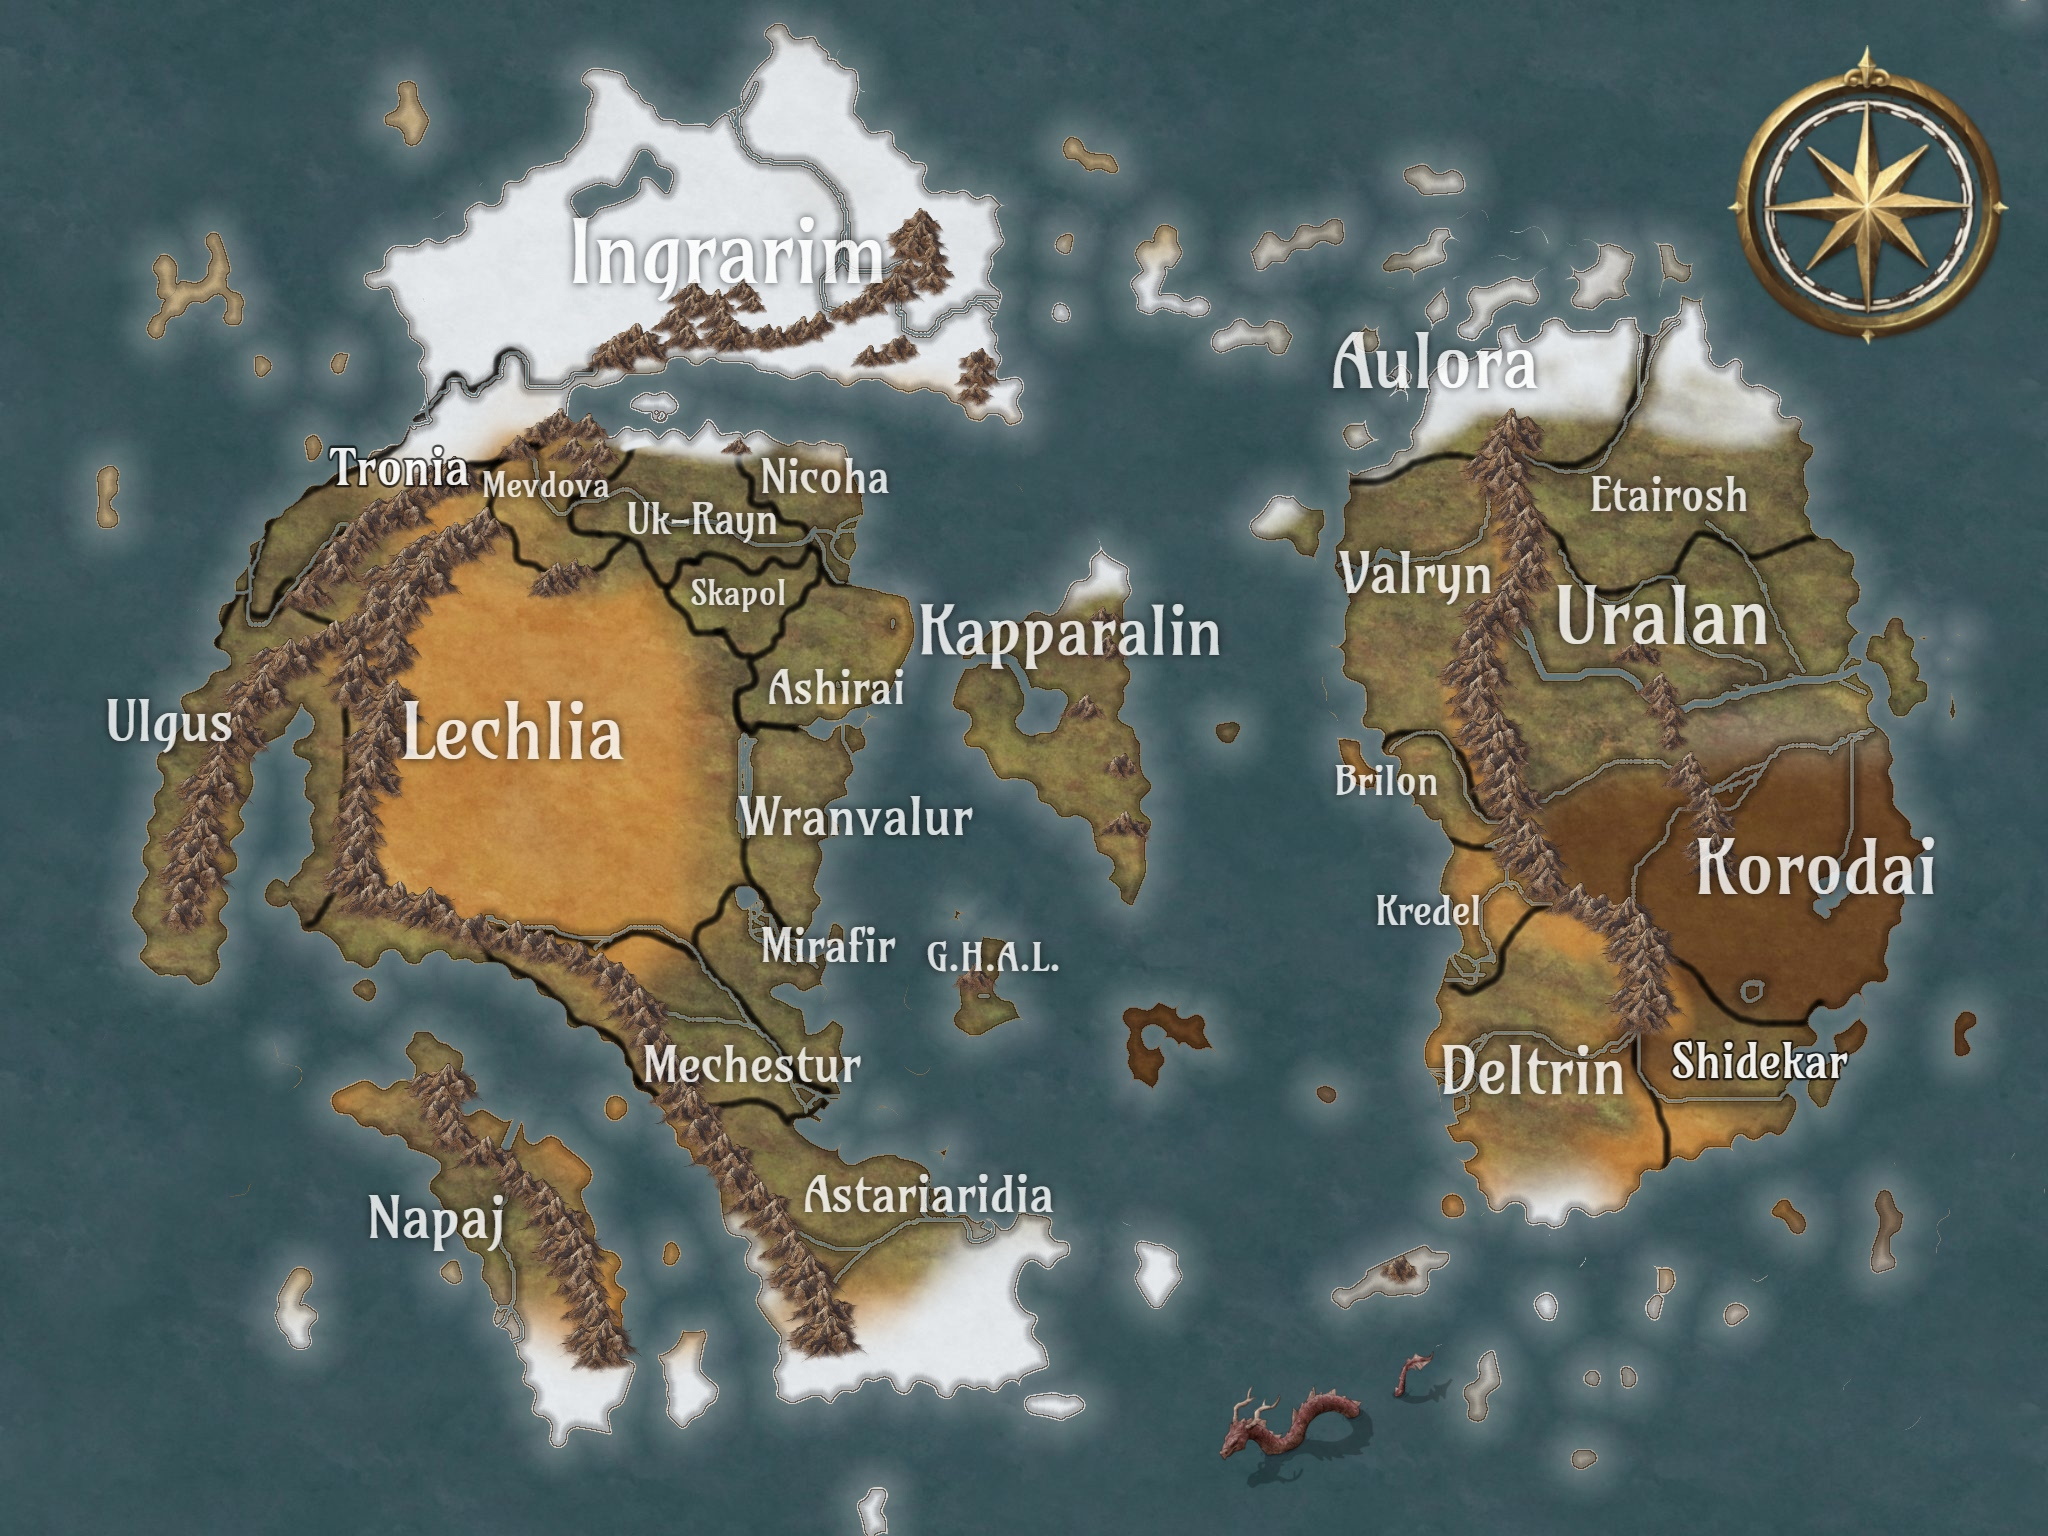 Ingrarim
Aulora
Tronia
Mevdova
Nicoha
Uk-Rayn
Etairosh
Skapol
Valryn
Uralan
Kapparalin
Ashirai
Ulgus
Lechlia
Brilon
Wranvalur
Korodai
Kredel
Mirafir
G.H.A.L.
Mechestur
Deltrin
Shidekar
Astariaridia
Napaj